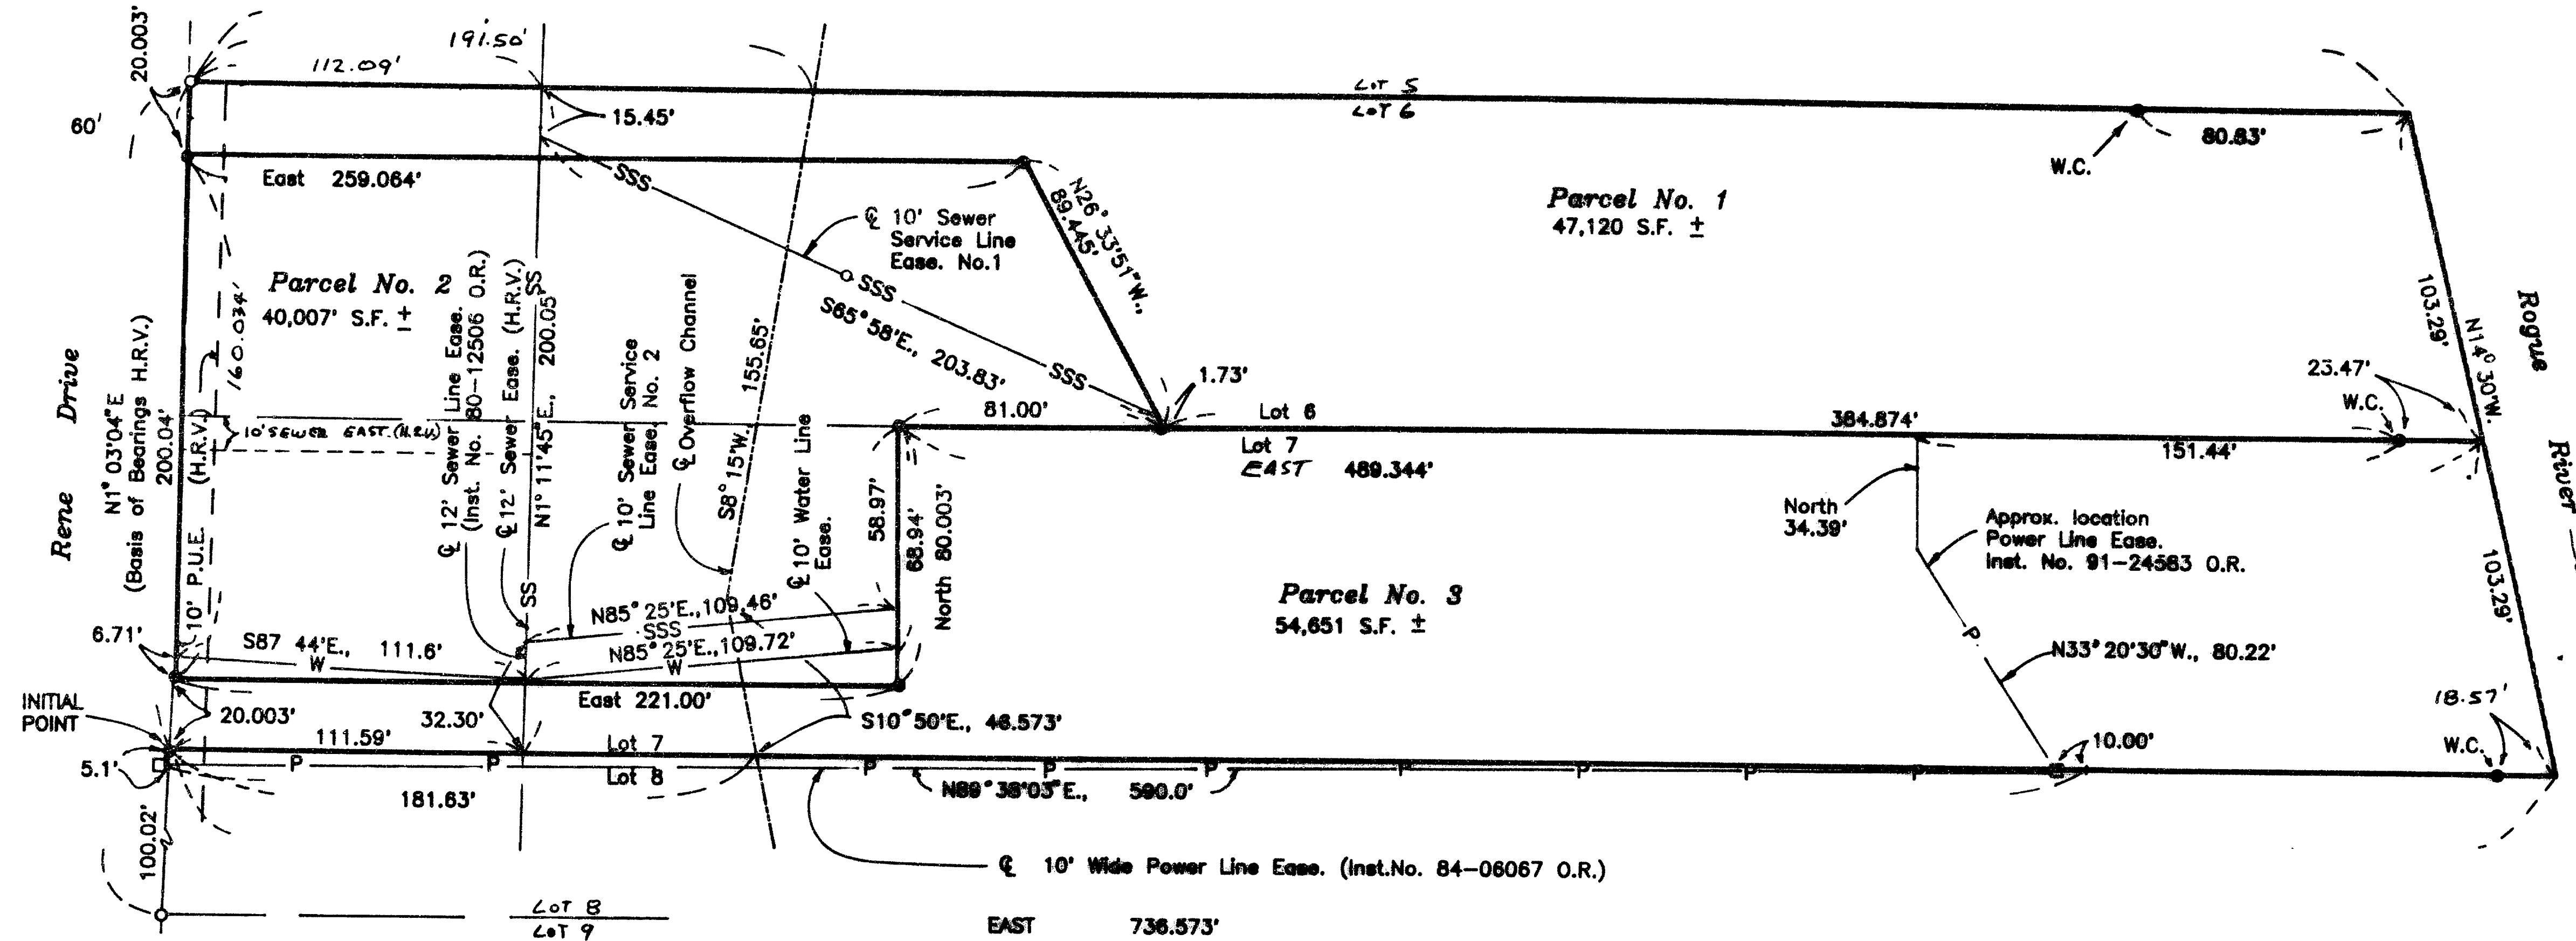 20.003'
191.50'
112.09'
60'
15.45'
LOT 5
LOT 6
80.83'
W.C.
East 259.064'
SSS
N26°33'51"W.,
89.445'
℄ 10' Sewer
Service Line
Ease. No.1
Parcel No. 1
47,120 S.F. ±
Parcel No. 2
40,007' S.F. ±
SSS
S65°58'E., 203.83'
SSS
103.29'
N14°30'W.
Rogue
River
Rene Drive
N1°03'04"E
(Basis of Bearings H.R.V.)
200.04'
10' P.U.E. (H.R.V.)
160.034'
10' SEWER EAST. (H.R.V.)
℄ 12' Sewer Line Ease.
(Inst. No. 80-12506 O.R.)
℄ 12' Sewer Ease. (H.R.V.)
SS
N1°11'45"E., 200.05'
SS
℄ 10' Sewer Service
Line Ease. No. 2
℄ Overflow Channel
S8°15'W. 155.65'
℄ 10' Water Line
Ease.
81.00'
1.73'
Lot 6
Lot 7
EAST 489.344'
384.874'
23.47'
W.C.
151.44'
58.97'
68.94'
North 80.003'
North
34.39'
Approx. location
Power Line Ease.
Inst. No. 91-24583 O.R.
103.29'
Parcel No. 3
54,651 S.F. ±
P
N33°20'30"W., 80.22'
6.71'
S87 44'E., 111.6'
W
N85°25'E.,109.46'
SSS
N85°25'E.,109.72'
W
East 221.00'
INITIAL
POINT
20.003'
32.30'
S10°50'E., 46.573'
18.57'
W.C.
10.00'
111.59'
Lot 7
5.1'
P P P P P P P P P
Lot 8
181.63'
N89°38'03"E., 590.0'
100.02'
℄ 10' Wide Power Line Ease. (Inst.No. 84-06067 O.R.)
LOT 8
LOT 9
EAST 736.573'